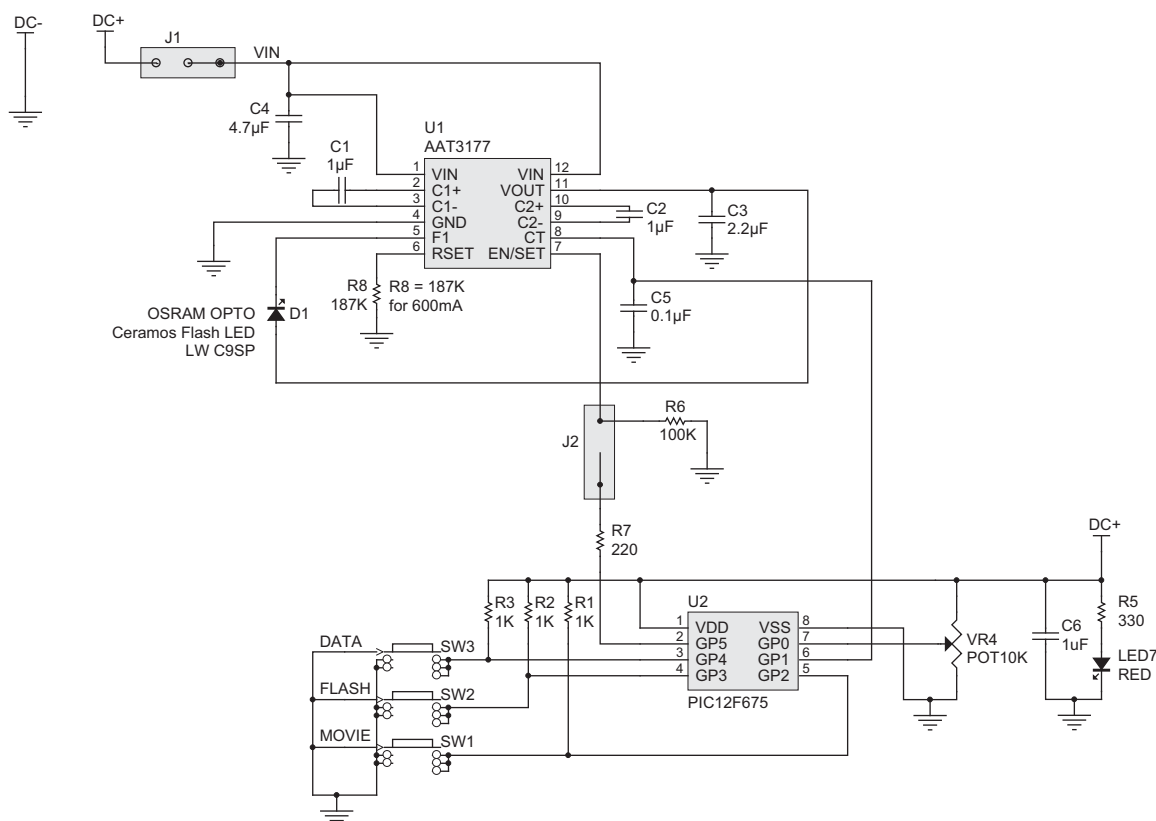 DC-
DC+
J1
VIN
C4
4.7µF
U1
AAT3177
C1
1µF
1
2
3
4
5
6
VIN
C1+
C1-
GND
F1
RSET
VIN
VOUT
C2+
C2-
CT
EN/SET
12
11
10
9
8
7
C2
1µF
C3
2.2µF
C5
0.1µF
R8
187K
R8 = 187K
for 600mA
OSRAM OPTO
Ceramos Flash LED
LW C9SP
D1
J2
R6
100K
R7
220
DC+
R3
1K
R2
1K
R1
1K
U2
1
2
3
4
VDD
GP5
GP4
GP3
VSS
GP0
GP1
GP2
8
7
6
5
PIC12F675
VR4
POT10K
C6
1uF
R5
330
LED7
RED
DATA
SW3
FLASH
SW2
MOVIE
SW1